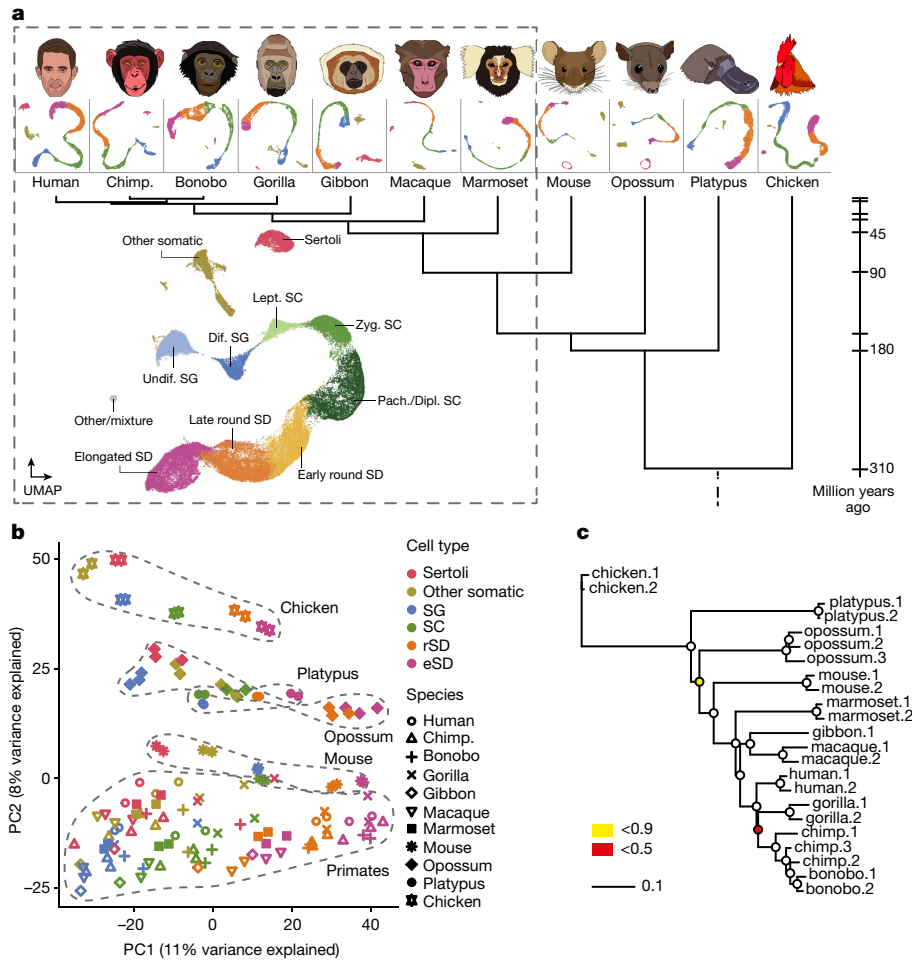 a
Human Chimp. Bonobo Gorilla Gibbon Macaque Marmoset Mouse Opossum Platypus Chicken
Other somatic
Sertoli
Lept. SC
Zyg. SC
Dif. SG
Undif. SG
Pach./Dipl. SC
Other/mixture
Late round SD
Elongated SD
Early round SD
UMAP
45
90
180
310
Million years
ago
b
PC2 (8% variance explained)
50
25
0
−25
−20 0 20 40
PC1 (11% variance explained)
Chicken
Platypus
Opossum
Mouse
Primates
Cell type
Sertoli
Other somatic
SG
SC
rSD
eSD
Species
Human
Chimp.
Bonobo
Gorilla
Gibbon
Macaque
Marmoset
Mouse
Opossum
Platypus
Chicken
c
chicken.1
chicken.2
platypus.1
platypus.2
opossum.1
opossum.2
opossum.3
mouse.1
mouse.2
marmoset.1
marmoset.2
gibbon.1
macaque.1
macaque.2
human.1
human.2
gorilla.1
gorilla.2
chimp.1
chimp.3
chimp.2
bonobo.1
bonobo.2
<0.9
<0.5
0.1